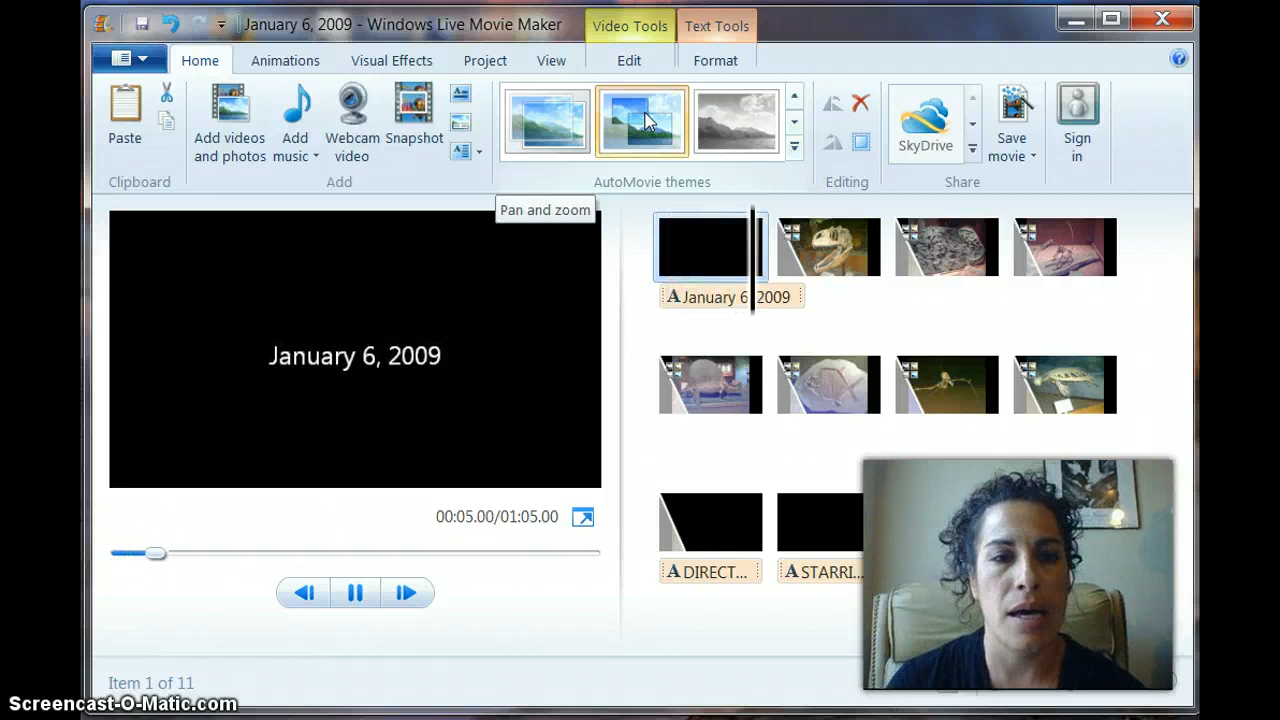 January 6, 2009 - Windows Live Movie Maker
Video Tools
Text Tools
Home
Animations
Visual Effects
Project
View
Edit
Format
Paste
Add videos
and photos
Add
music
Webcam
video
Snapshot
SkyDrive
Save
movie
Sign
in
Clipboard
Add
AutoMovie themes
Editing
Share
Pan and zoom
A January 6, 2009
January 6, 2009
00:05.00/01:05.00
A DIRECT...
A STARRI...
Item 1 of 11
Screencast-O-Matic.com